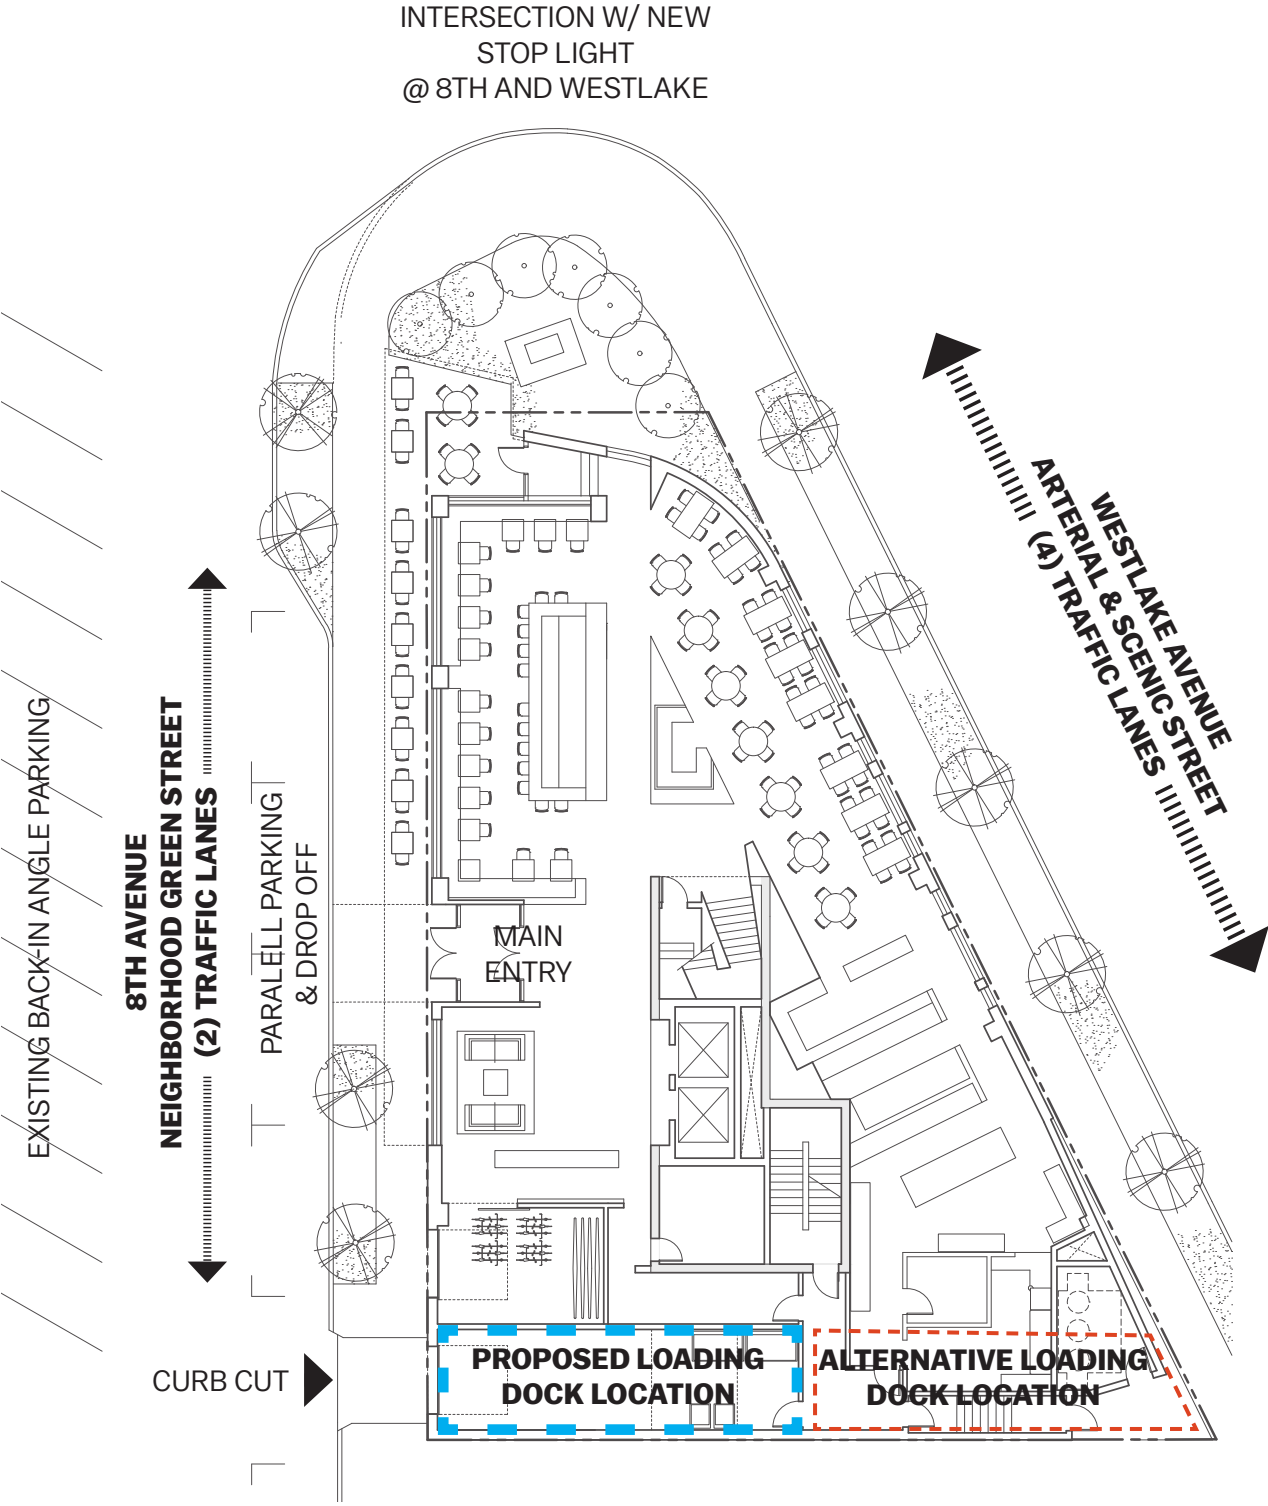 INTERSECTION W/ NEW
STOP LIGHT
@ 8TH AND WESTLAKE
WESTLAKE AVENUE
ARTERIAL & SCENIC STREET
(4) TRAFFIC LANES
EXISTING BACK-IN ANGLE PARKING
8TH AVENUE
NEIGHBORHOOD GREEN STREET
(2) TRAFFIC LANES
PARALELL PARKING
& DROP OFF
MAIN
ENTRY
CURB CUT
PROPOSED LOADING
DOCK LOCATION
ALTERNATIVE LOADING
DOCK LOCATION